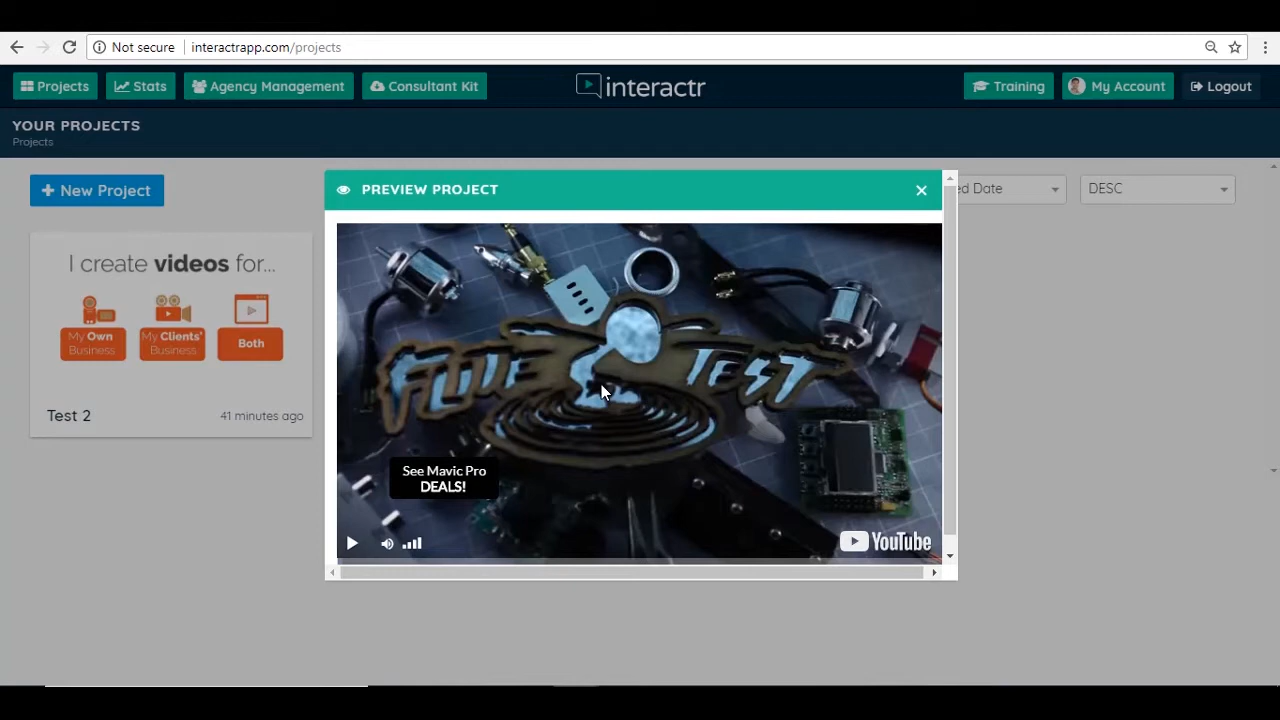 Not secure interactrapp.com/projects
Projects Stats Agency Management Consultant Kit interactr Training My Account Logout
YOUR PROJECTS
Projects
+ New Project
PREVIEW PROJECT
ed Date DESC
I create videos for...
My Own Business
My Clients' Business
Both
Test 2 41 minutes ago
FLITE TEST
See Mavic Pro
DEALS!
YouTube